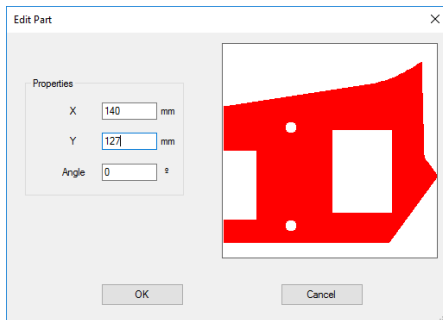 Edit Part
Properties
X 140 mm
Y 127 mm
Angle 0 º
OK Cancel